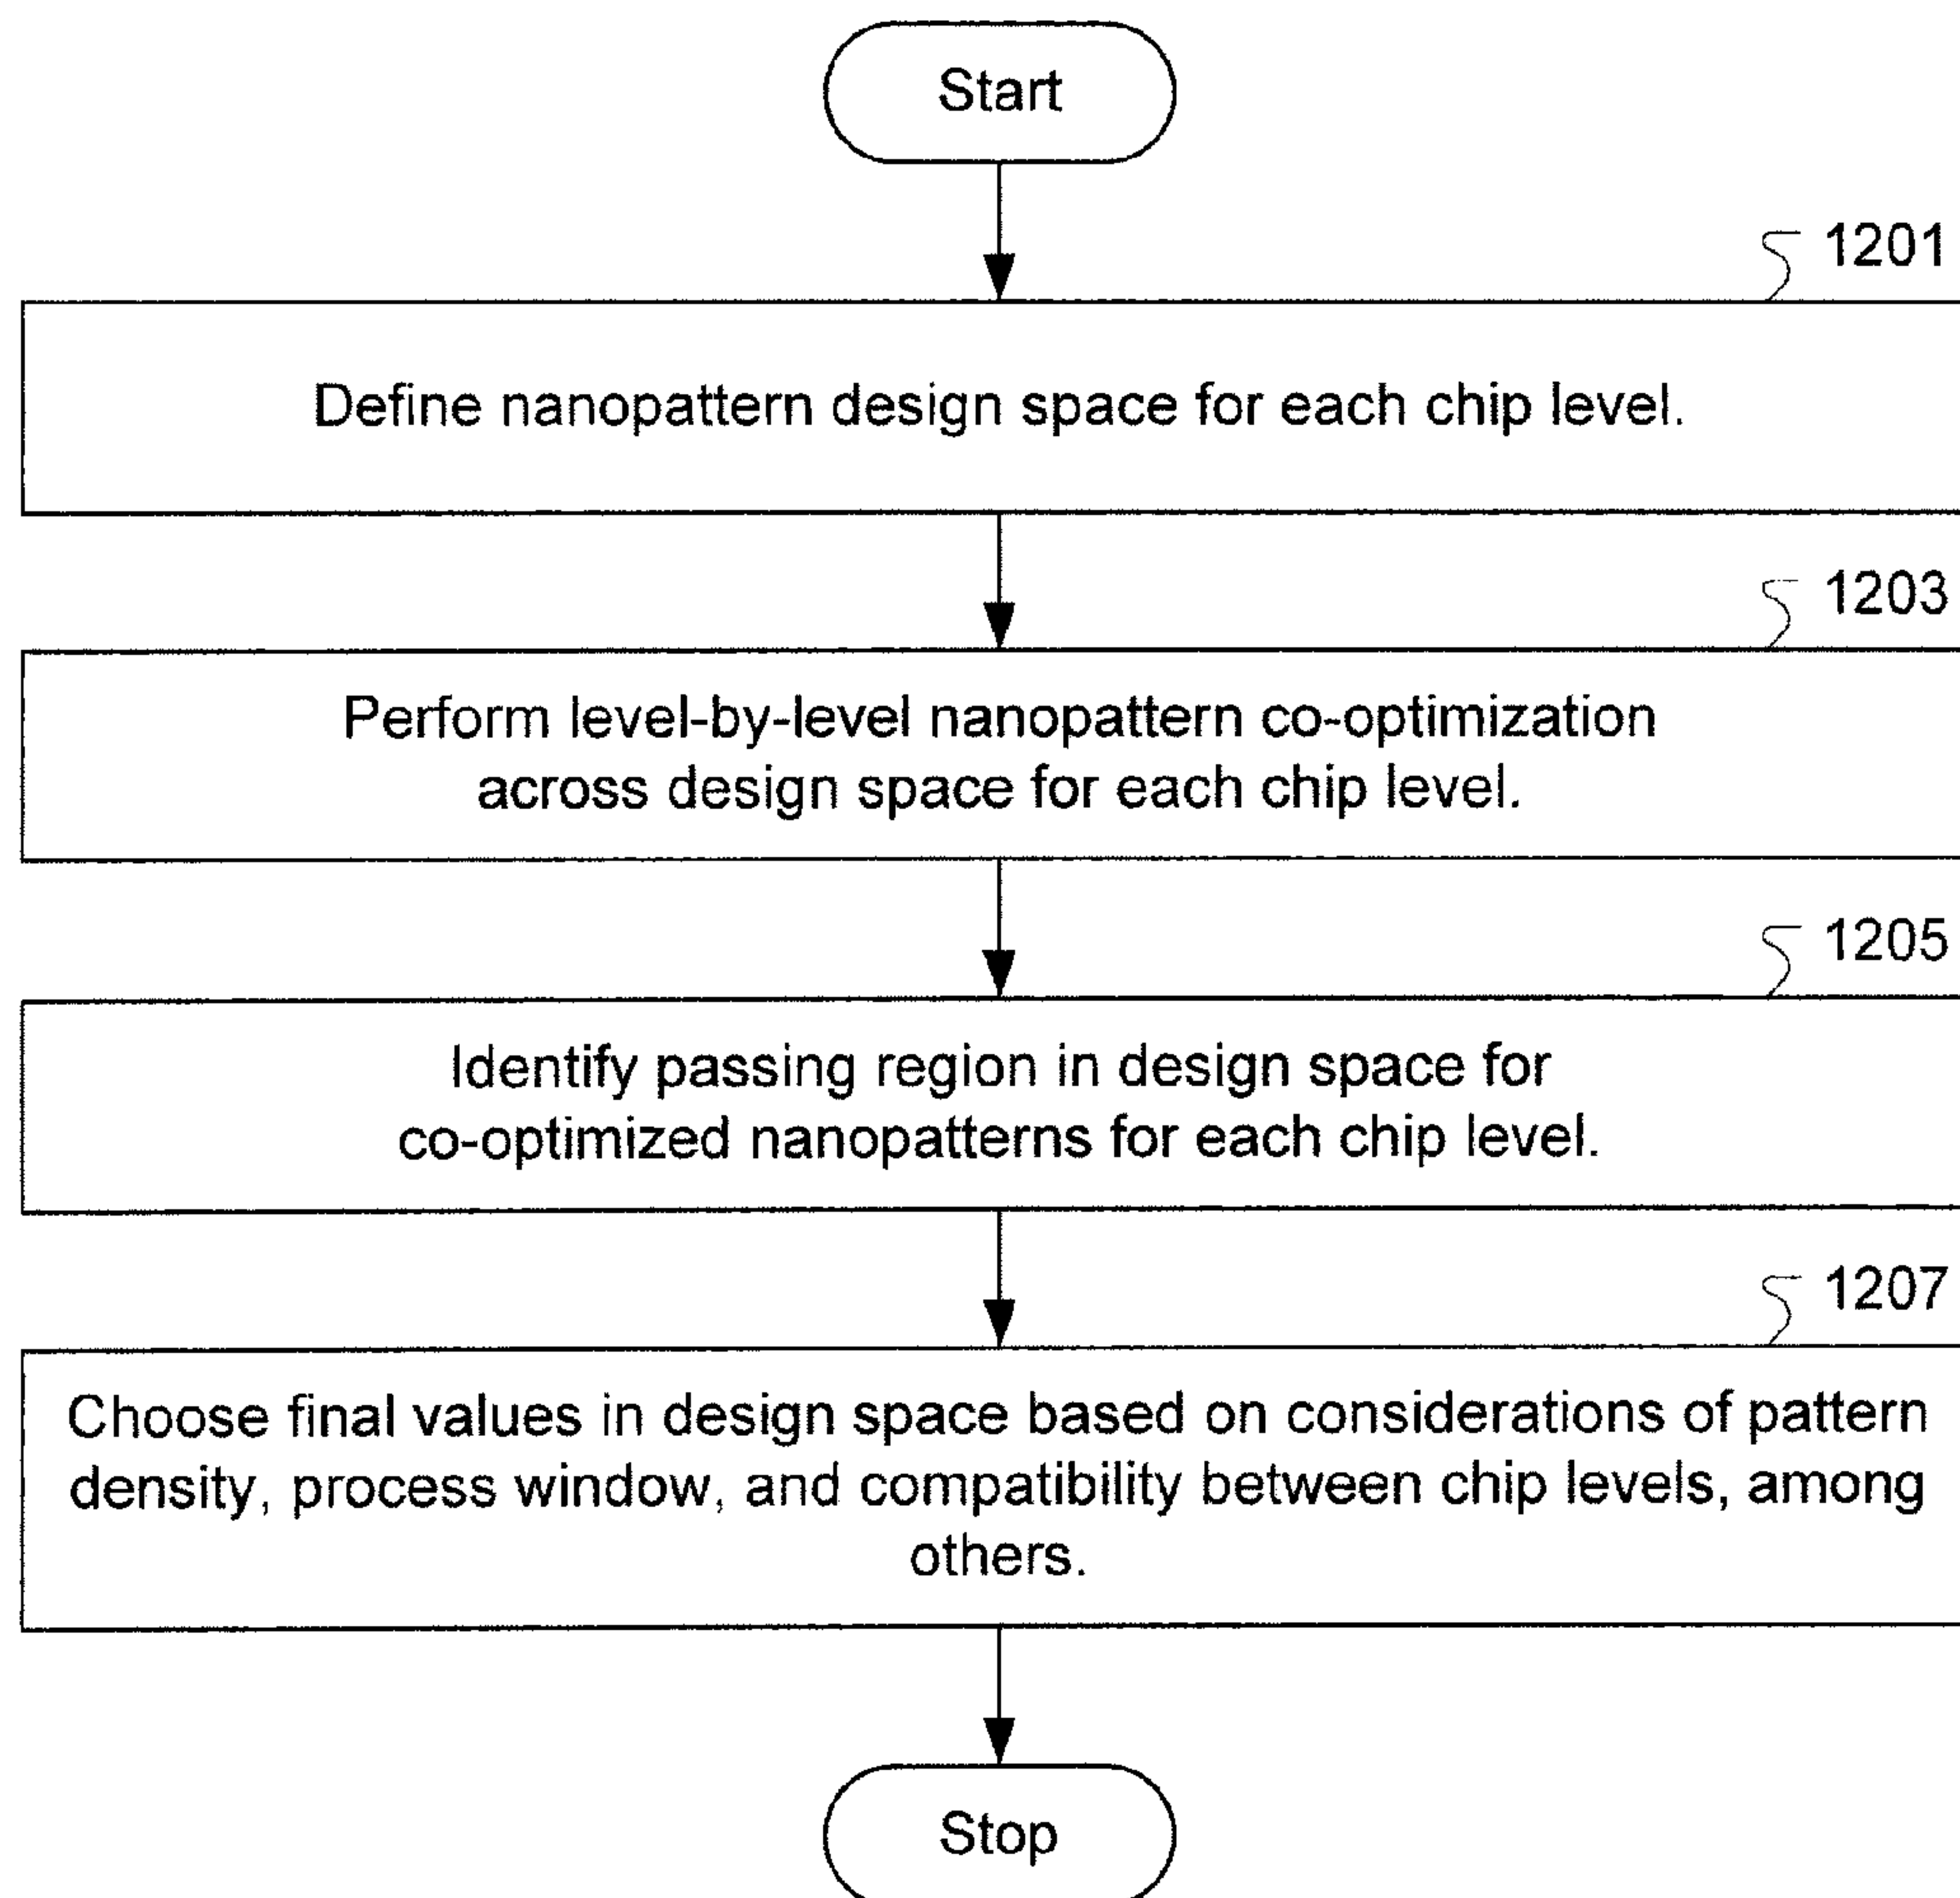 Start
1201
Define nanopattern design space for each chip level.
1203
Perform level-by-level nanopattern co-optimization
across design space for each chip level.
1205
Identify passing region in design space for
co-optimized nanopatterns for each chip level.
1207
Choose final values in design space based on considerations of pattern
density, process window, and compatibility between chip levels, among
others.
Stop